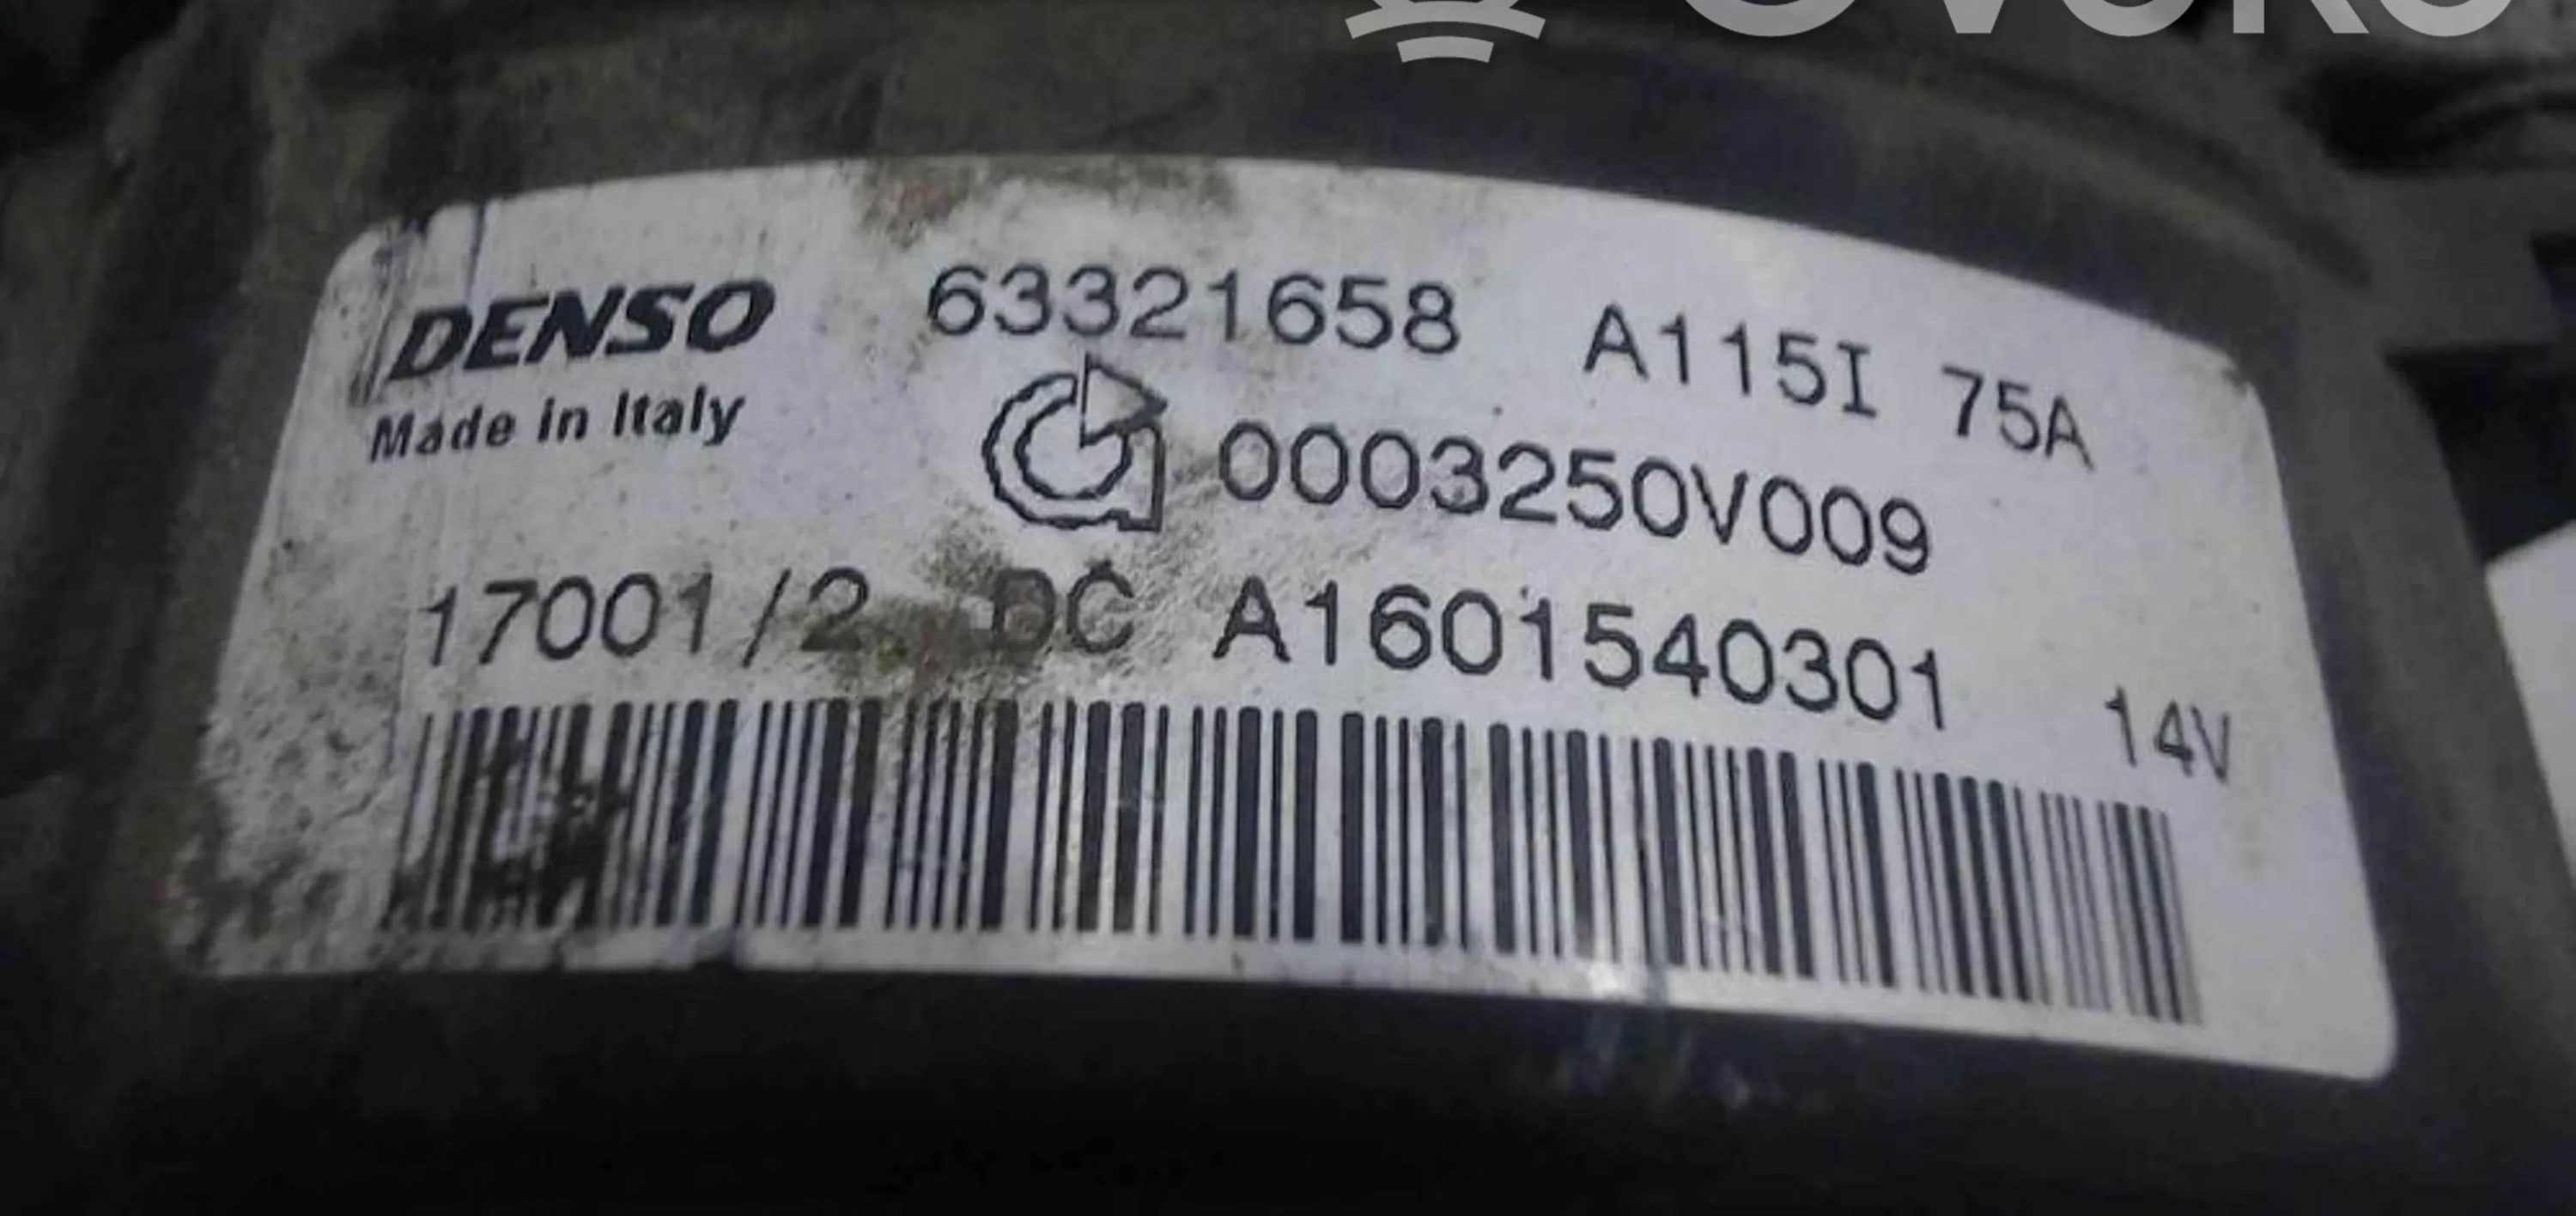 DENSO 63321658 A115I 75A
Made in Italy 0003250V009
17001/2 DC A1601540301 14V